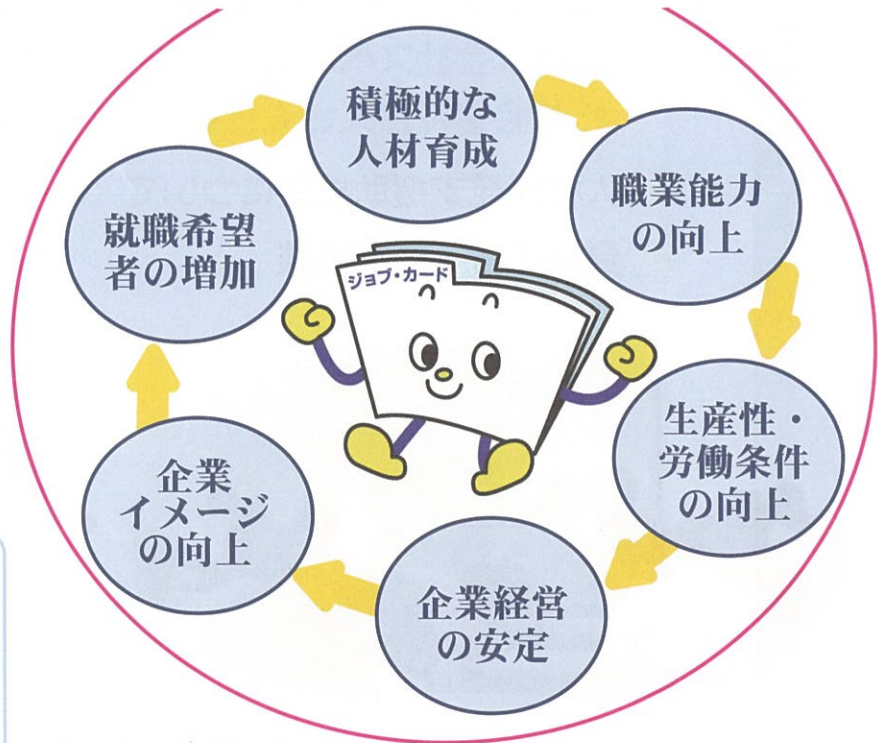 積極的な
人材育成
職業能力
の向上
生産性・
労働条件
の向上
企業経営
の安定
企業
イメージ
の向上
就職希望
者の増加
ジョブ・カード